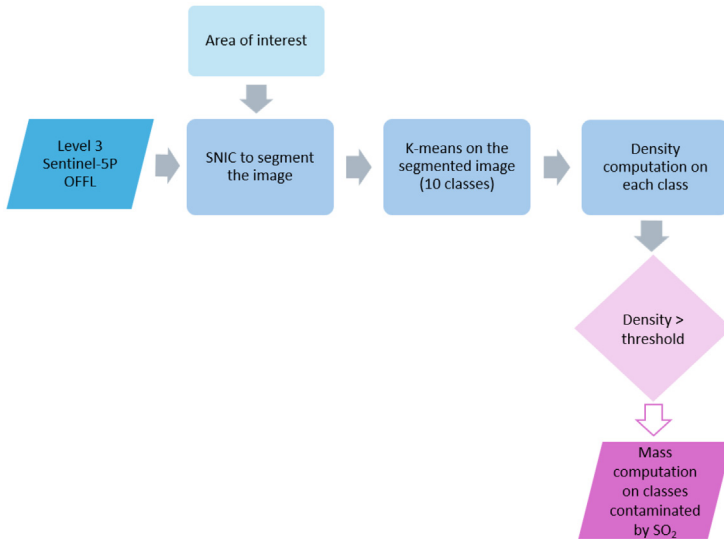 Area of interest
Level 3
Sentinel-5P
OFFL
SNIC to segment
the image
K-means on the
segmented image
(10 classes)
Density
computation on
each class
Density >
threshold
Mass
computation
on classes
contaminated
by SO₂